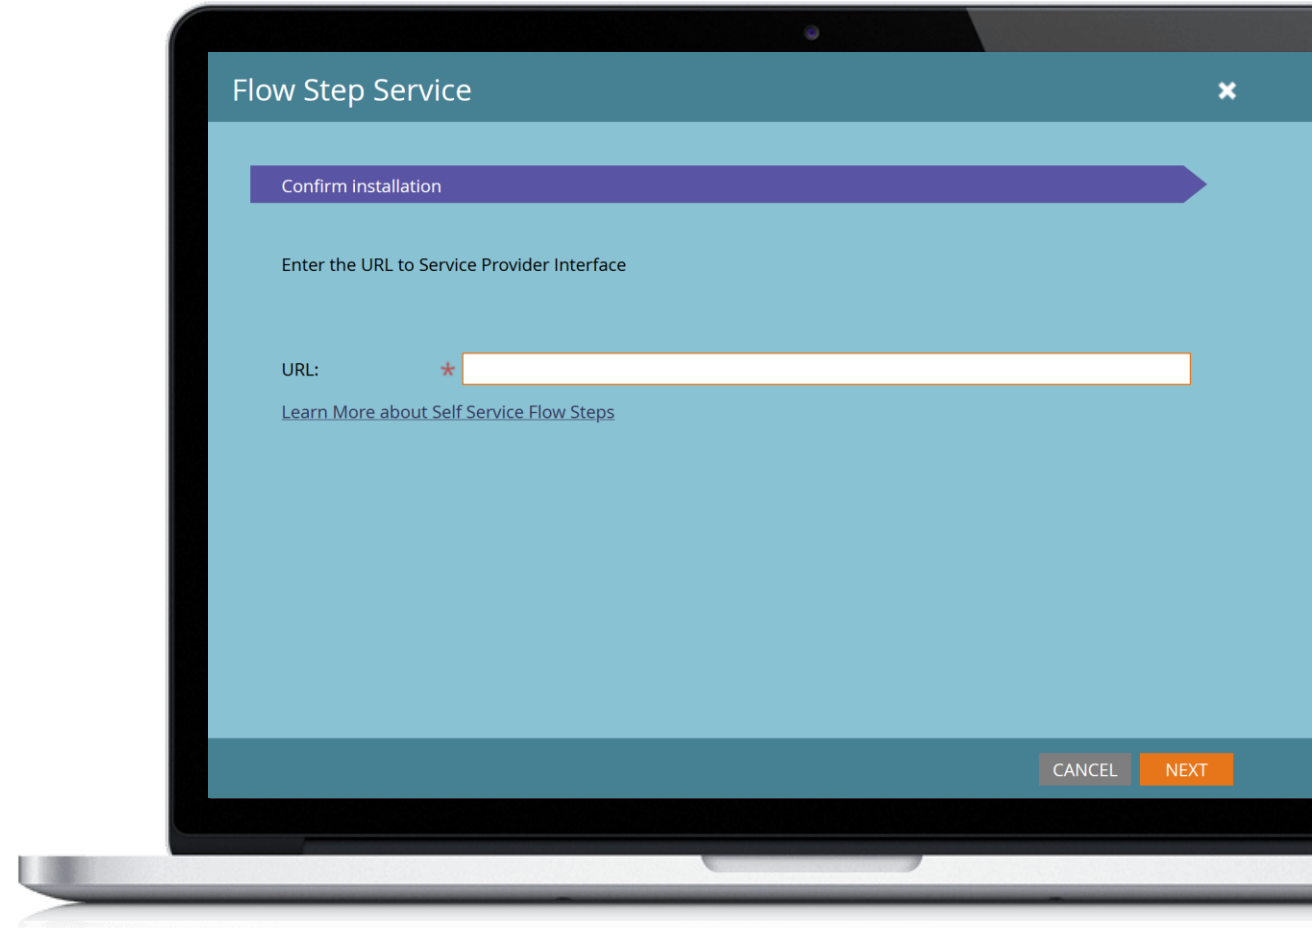 Flow Step Service
Confirm installation
Enter the URL to Service Provider Interface
URL: *
Learn More about Self Service Flow Steps
CANCEL NEXT